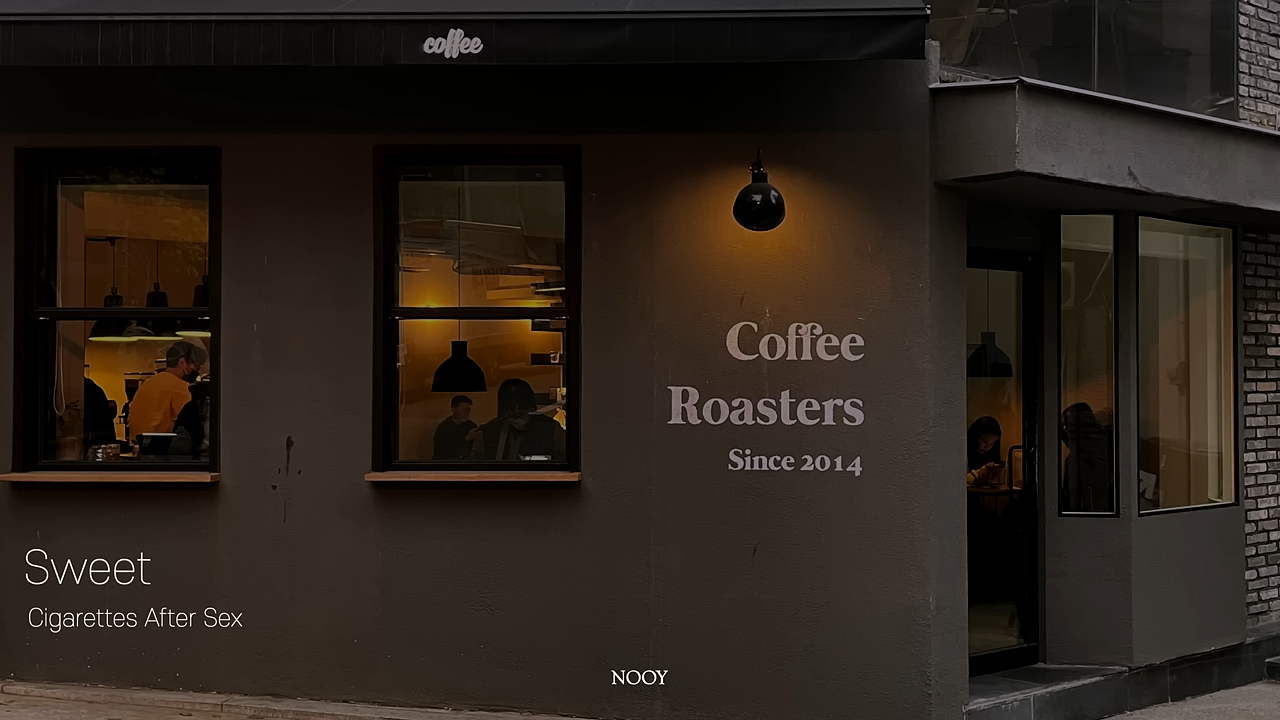 coffee
Coffee
Roasters
Since 2014
Sweet
Cigarettes After Sex
NOOY